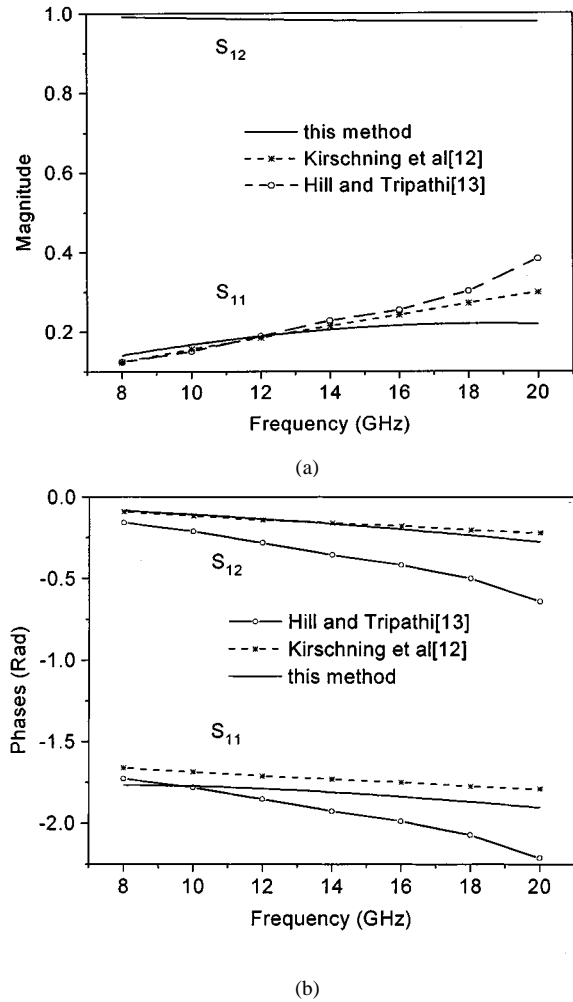 1.0
S12
this method
Kirschning et al[12]
Hill and Tripathi[13]
0.8
0.6
0.4
0.2
Magnitude
S11
8 10 12 14 16 18 20
Frequency (GHz)
(a)
0.0
-0.5
-1.0
-1.5
-2.0
Phases (Rad)
S12
Hill and Tripathi[13]
Kirschning et al[12]
this method
S11
8 10 12 14 16 18 20
Frequency (GHz)
(b)